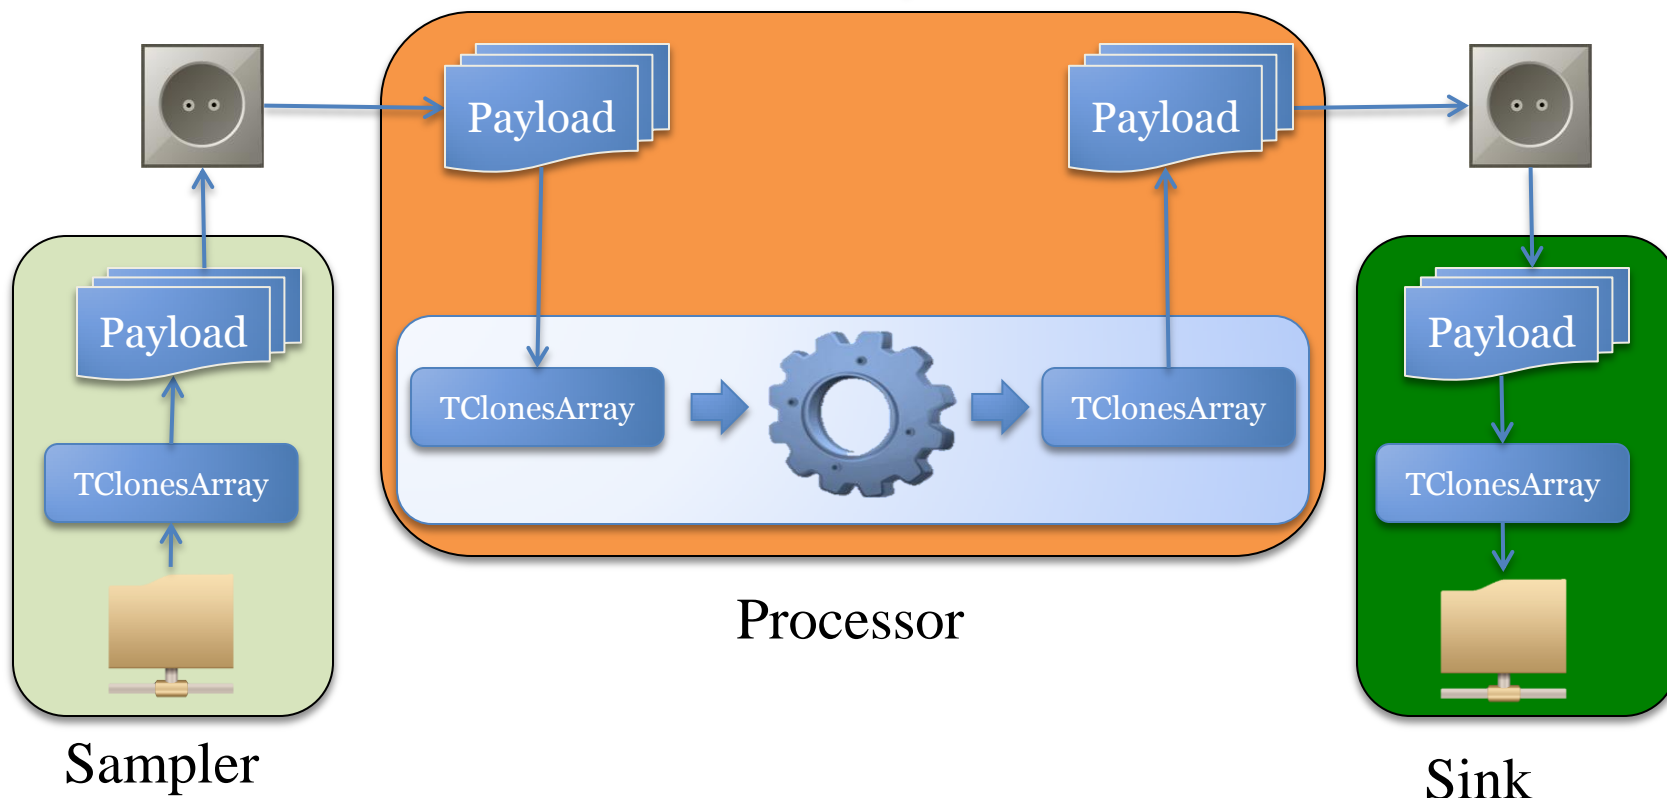 Payload
Payload
Payload
Payload
TClonesArray
TClonesArray
TClonesArray
TClonesArray
Processor
Sampler
Sink